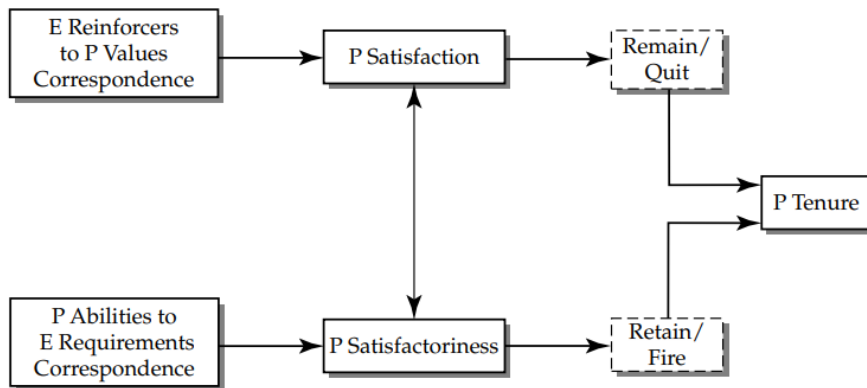 E Reinforcers
to P Values
Correspondence
P Satisfaction
Remain/
Quit
P Tenure
P Abilities to
E Requirements
Correspondence
P Satisfactoriness
Retain/
Fire